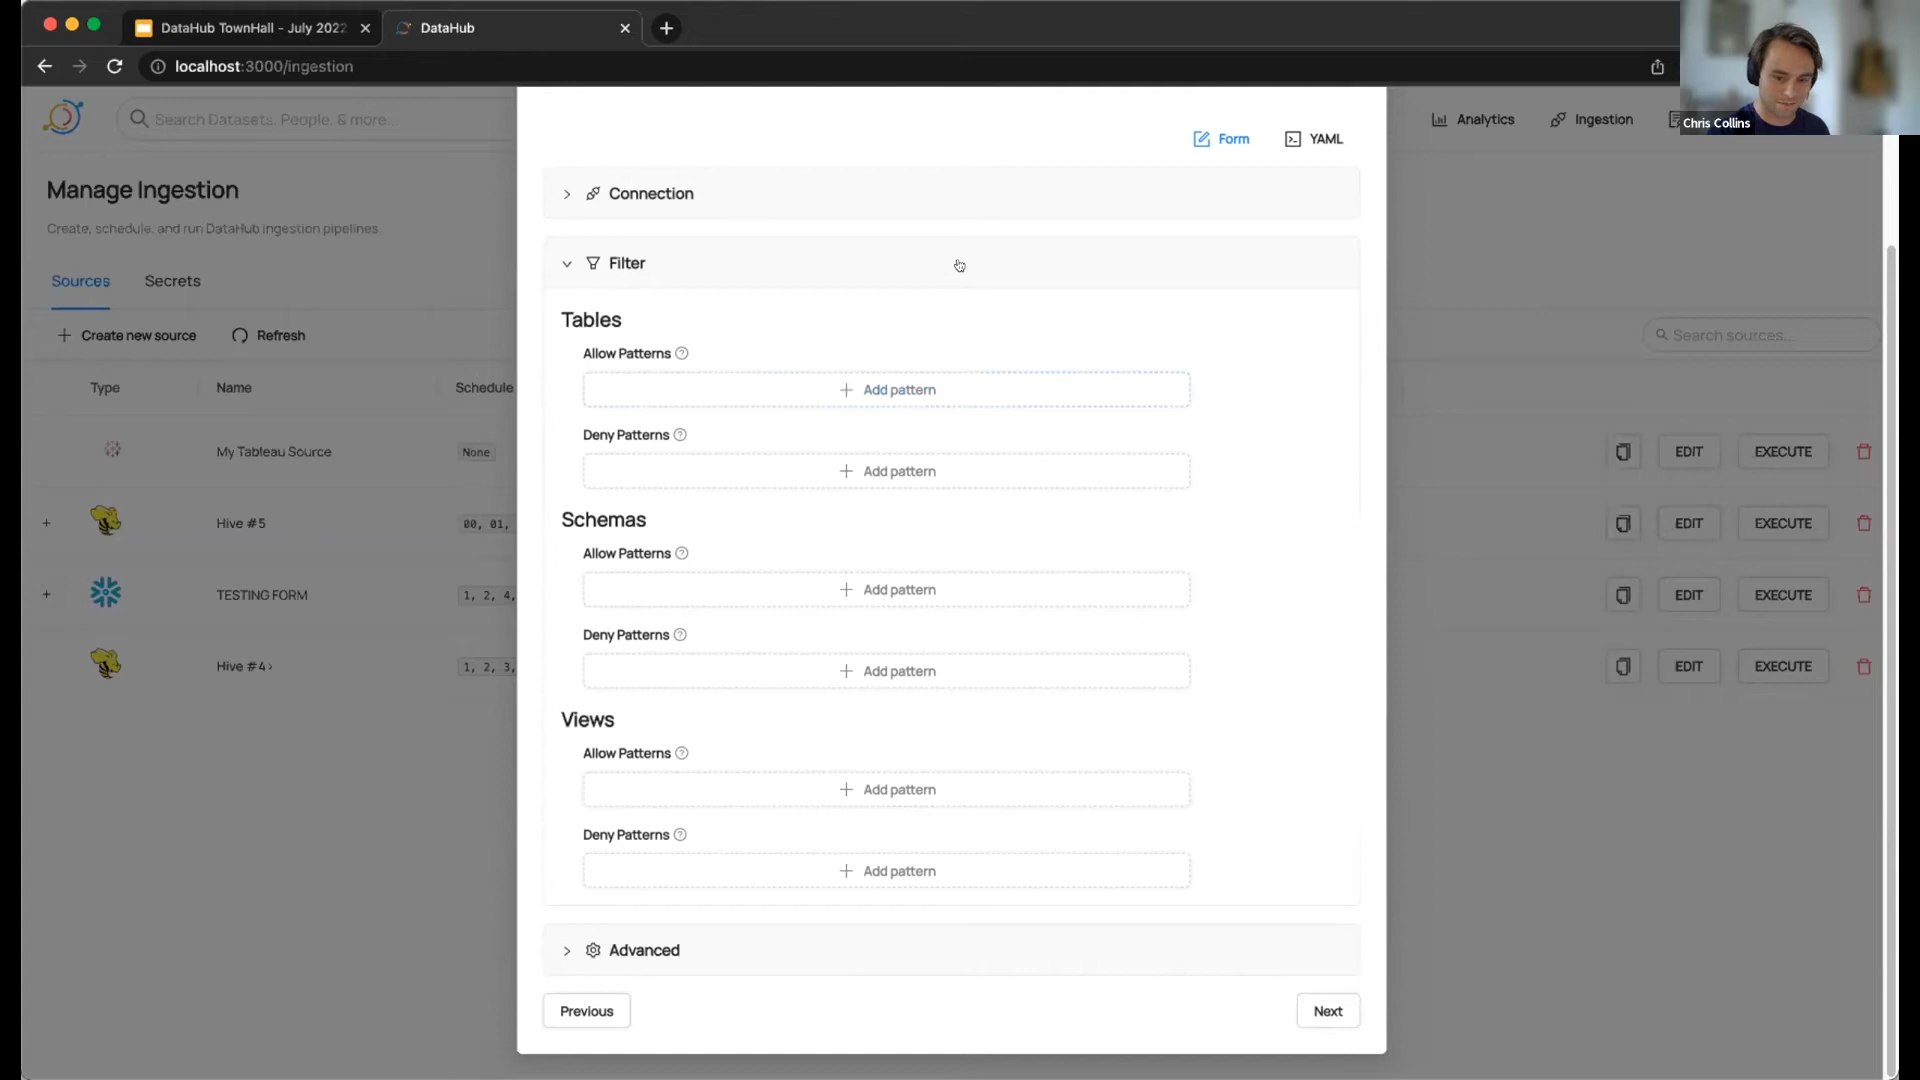 DataHub TownHall - July 2022
DataHub
localhost:3000/ingestion
Chris Collins
Search Datasets, People, & more...
Analytics
Ingestion
Form
YAML
Manage Ingestion
Create, schedule, and run DataHub ingestion pipelines.
Sources
Secrets
Create new source
Refresh
Search sources...
Type
Name
Schedule
My Tableau Source
None
EDIT
EXECUTE
Hive #5
00, 01,
EDIT
EXECUTE
TESTING FORM
1, 2, 4,
EDIT
EXECUTE
Hive #4›
1, 2, 3,
EDIT
EXECUTE
Connection
Filter
Tables
Allow Patterns
Add pattern
Deny Patterns
Add pattern
Schemas
Allow Patterns
Add pattern
Deny Patterns
Add pattern
Views
Allow Patterns
Add pattern
Deny Patterns
Add pattern
Advanced
Previous
Next